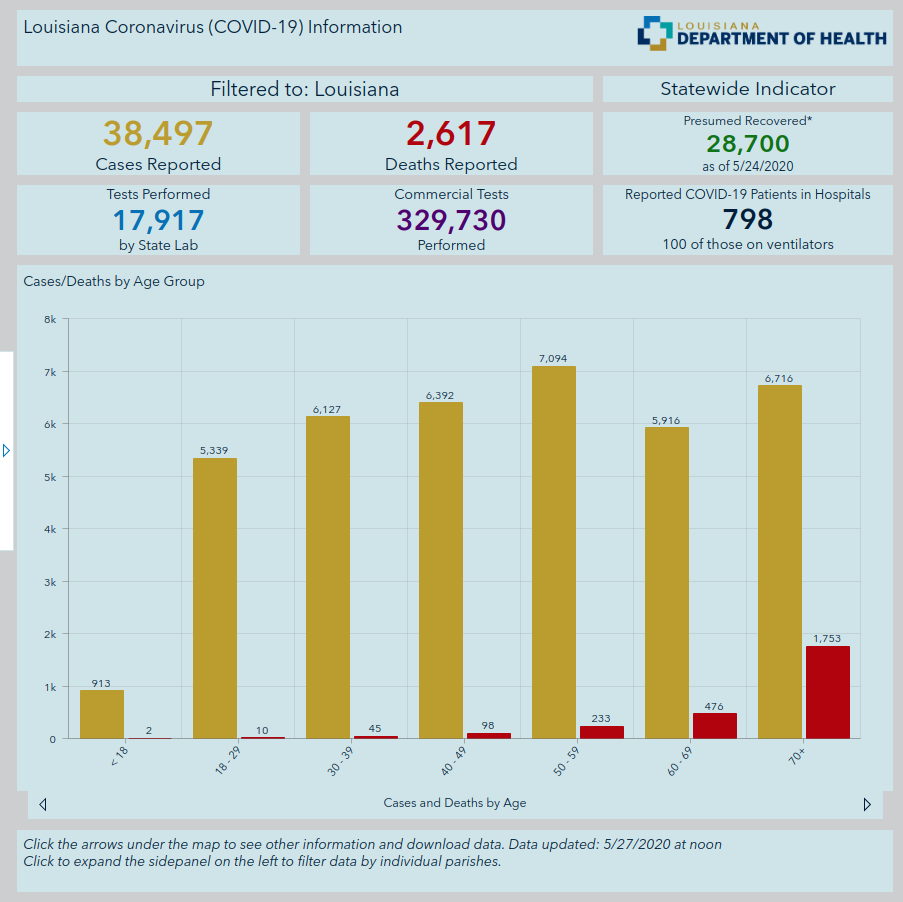 Louisiana Coronavirus (COVID-19) Information
LOUISIANA
DEPARTMENT OF HEALTH
Filtered to: Louisiana
Statewide Indicator
38,497
Cases Reported
2,617
Deaths Reported
Presumed Recovered*
28,700
as of 5/24/2020
Tests Performed
17,917
by State Lab
Commercial Tests
329,730
Performed
Reported COVID-19 Patients in Hospitals
798
100 of those on ventilators
Cases/Deaths by Age Group
8k
7k
6k
5k
4k
3k
2k
1k
0
913
2
5,339
10
6,127
45
6,392
98
7,094
233
5,916
476
6,716
1,753
< 18
18 - 29
30 - 39
40 - 49
50 - 59
60 - 69
70+
Cases and Deaths by Age
Click the arrows under the map to see other information and download data. Data updated: 5/27/2020 at noon
Click to expand the sidepanel on the left to filter data by individual parishes.